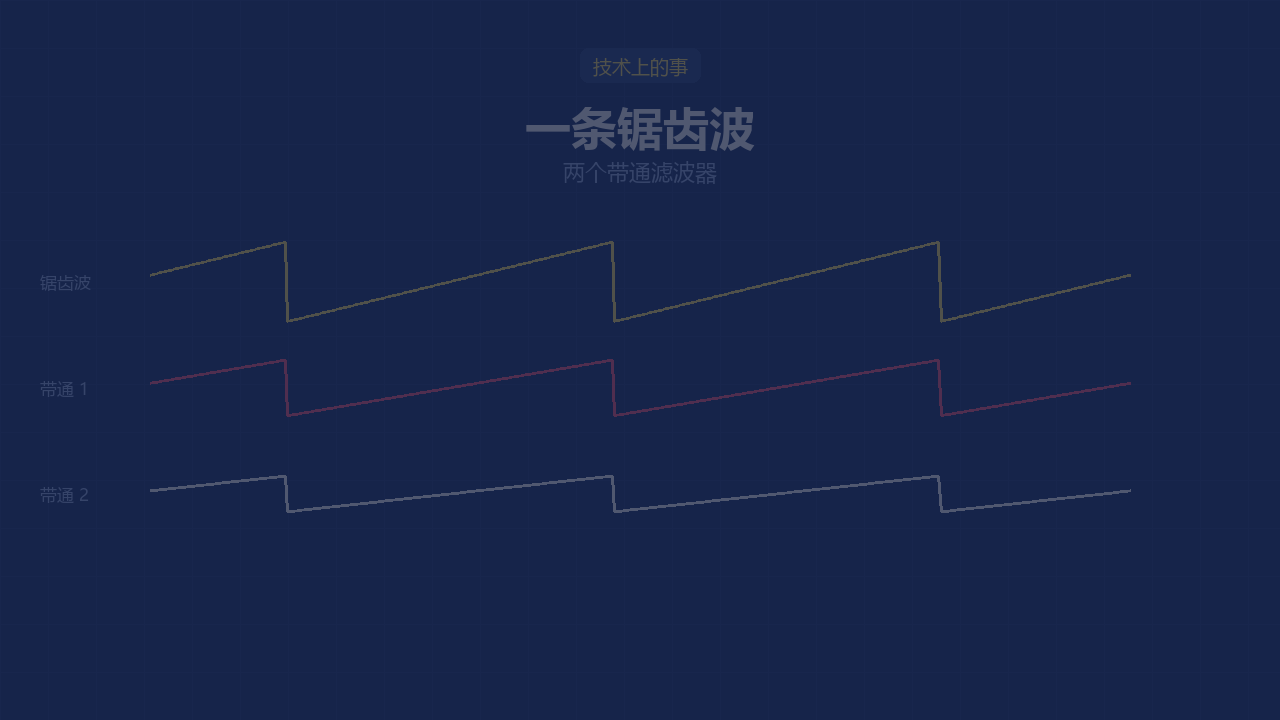 技术上的事
一条锯齿波
两个带通滤波器
锯齿波
带通 1
带通 2